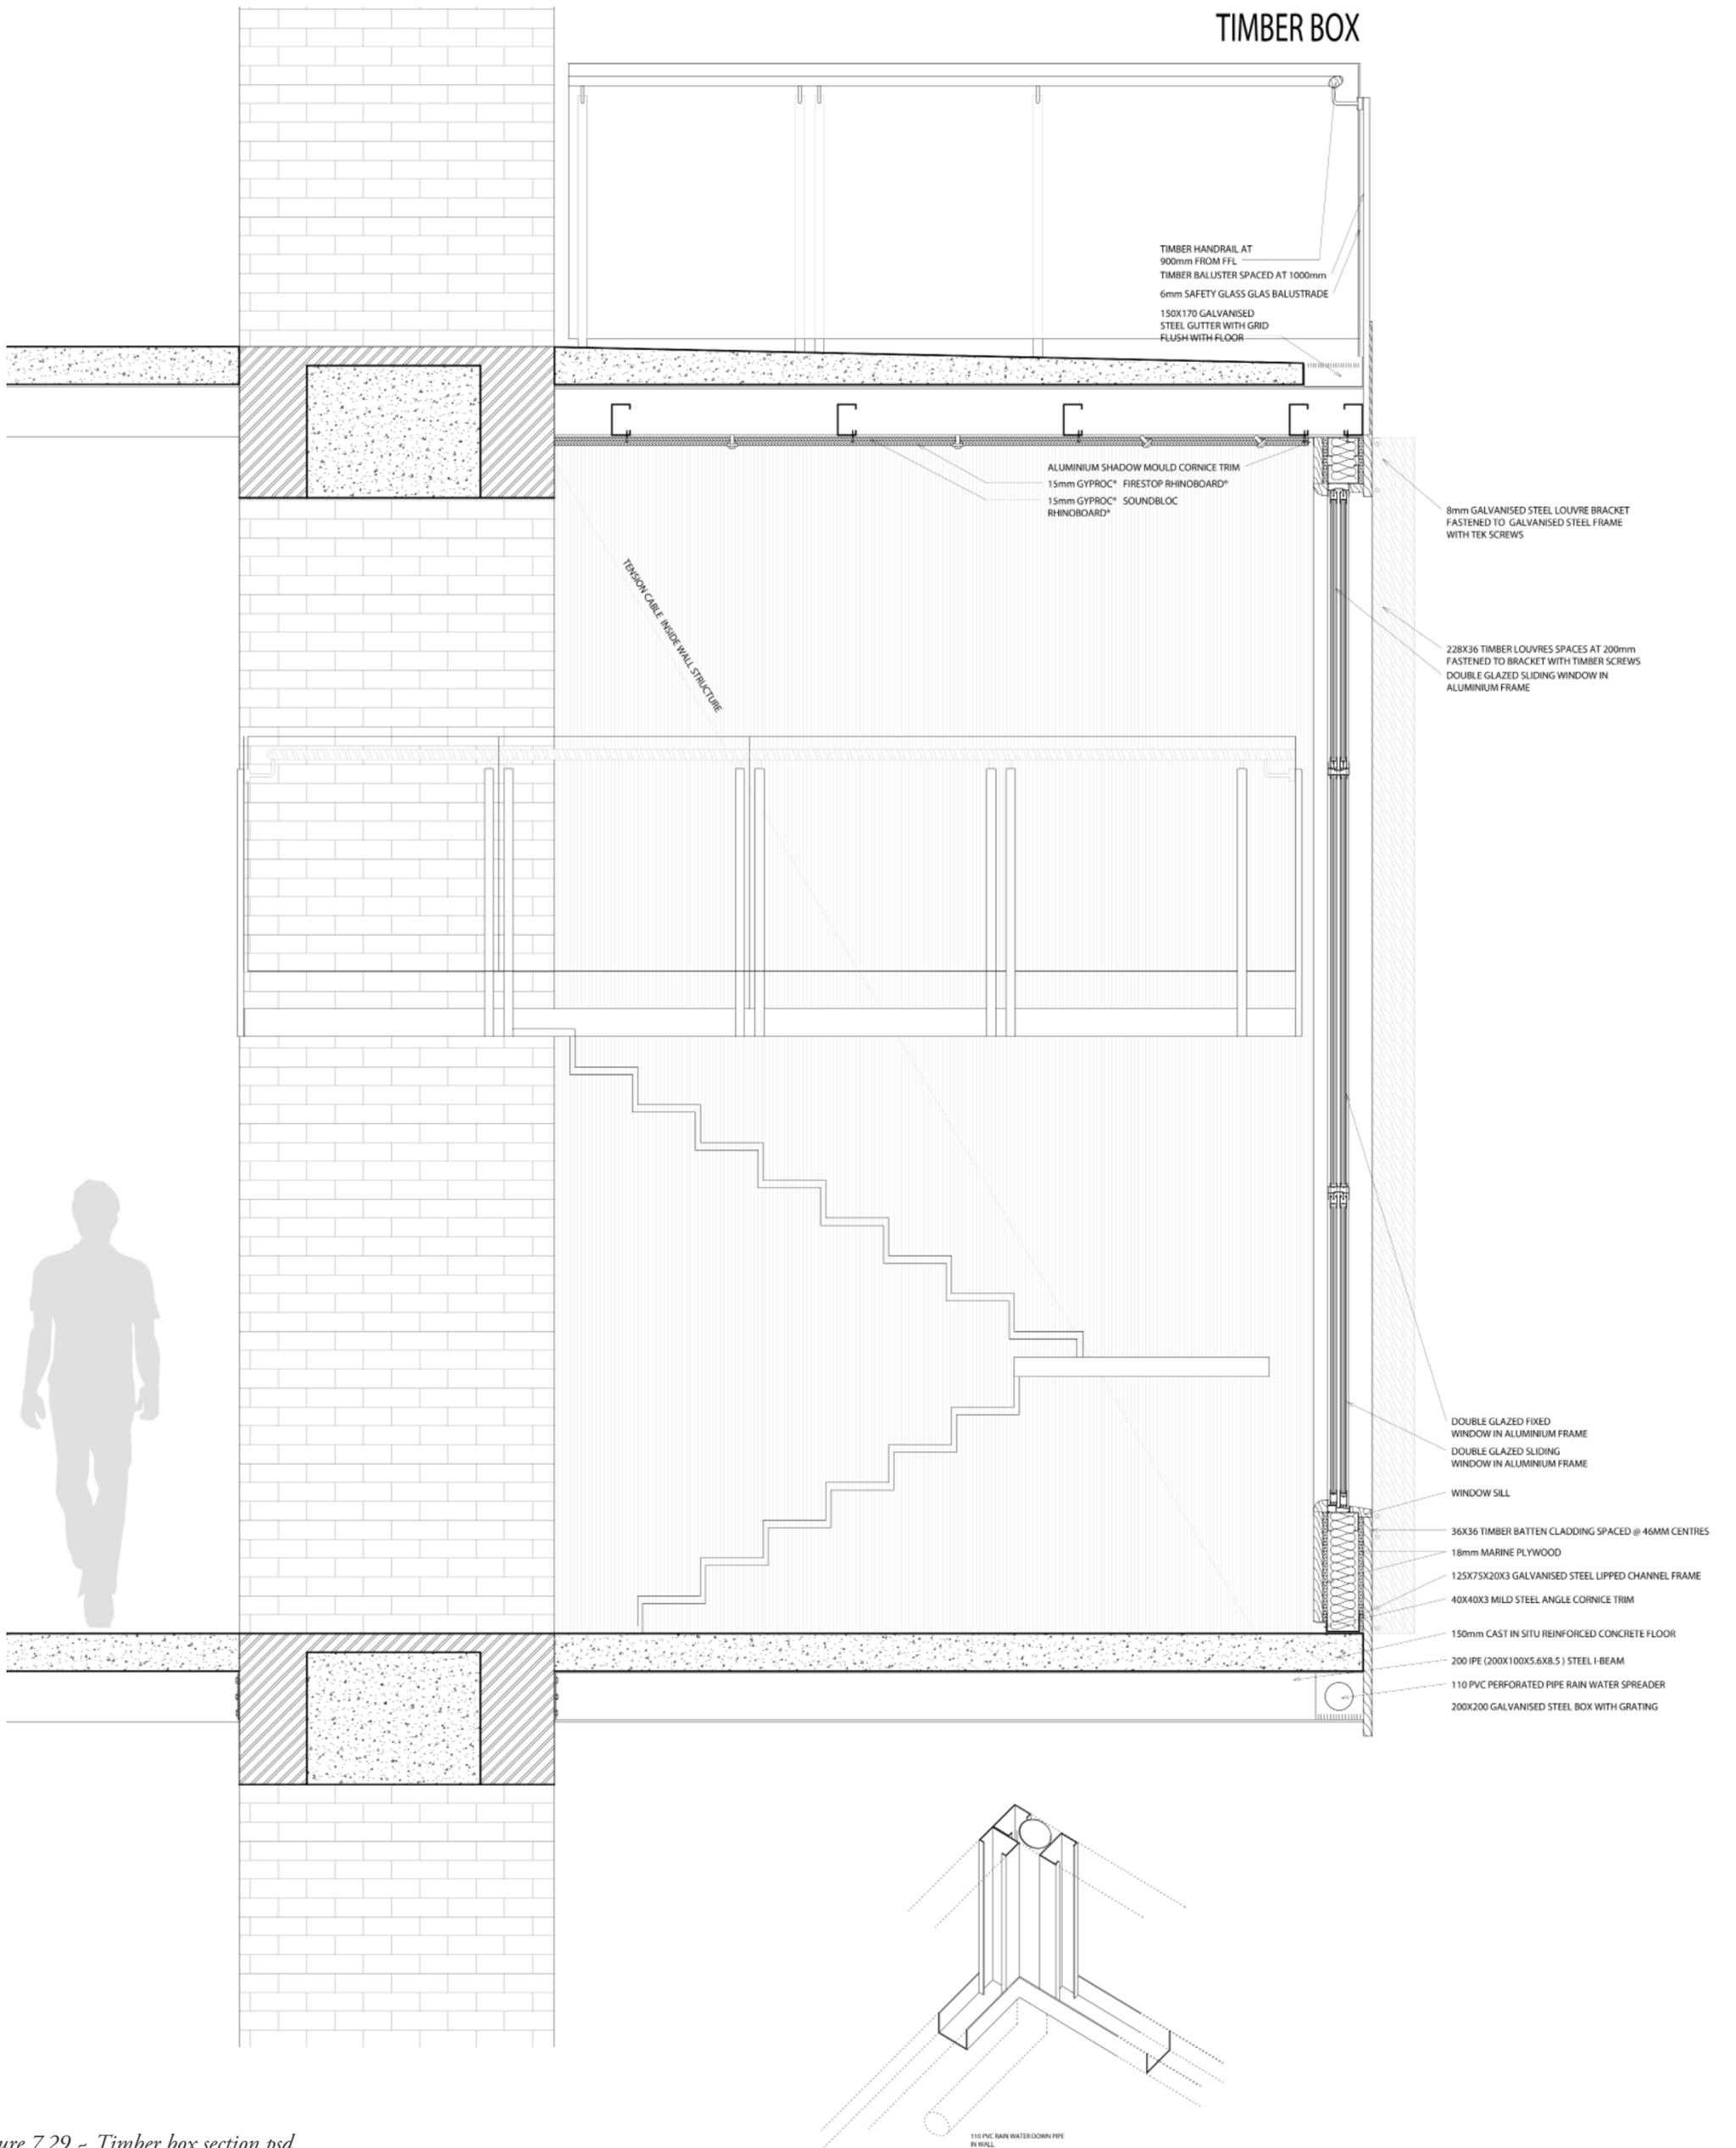 TIMBER BOX
TIMBER HANDRAIL AT
900mm FROM FFL
TIMBER BALUSTER SPACED AT 1000mm
6mm SAFETY GLASS GLAS BALUSTRADE
150X170 GALVANISED
STEEL GUTTER WITH GRID
FLUSH WITH FLOOR
ALUMINIUM SHADOW MOULD CORNICE TRIM
15mm GYPROC® FIRESTOP RHINOBOARD®
15mm GYPROC® SOUNDBLOC
RHINOBOARD®
8mm GALVANISED STEEL LOUVRE BRACKET
FASTENED TO GALVANISED STEEL FRAME
WITH TEK SCREWS
TENSION CABLE INSIDE WALL STRUCTURE
228X36 TIMBER LOUVRES SPACES AT 200mm
FASTENED TO BRACKET WITH TIMBER SCREWS
DOUBLE GLAZED SLIDING WINDOW IN
ALUMINIUM FRAME
DOUBLE GLAZED FIXED
WINDOW IN ALUMINIUM FRAME
DOUBLE GLAZED SLIDING
WINDOW IN ALUMINIUM FRAME
WINDOW SILL
36X36 TIMBER BATTEN CLADDING SPACED @ 46MM CENTRES
18mm MARINE PLYWOOD
125X75X20X3 GALVANISED STEEL LIPPED CHANNEL FRAME
40X40X3 MILD STEEL ANGLE CORNICE TRIM
150mm CAST IN SITU REINFORCED CONCRETE FLOOR
200 IPE (200X100X5.6X8.5 ) STEEL I-BEAM
110 PVC PERFORATED PIPE RAIN WATER SPREADER
200X200 GALVANISED STEEL BOX WITH GRATING
110 PVC RAIN WATER DOWN PIPE
IN WALL
ure 7.29 ~ Timber box section.psd